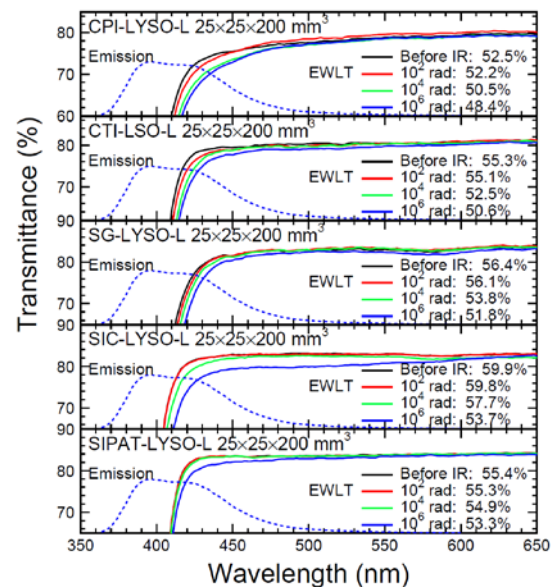 Transmittance (%)
80
70
60
CPI-LYSO-L 25×25×200 mm³
Emission
EWLT
Before IR: 52.5%
10² rad: 52.2%
10⁴ rad: 50.5%
10⁶ rad: 48.4%
80
70
90
CTI-LSO-L 25×25×200 mm³
Emission
EWLT
Before IR: 55.3%
10² rad: 55.1%
10⁴ rad: 52.5%
10⁶ rad: 50.6%
80
70
90
SG-LYSO-L 25×25×200 mm³
Emission
EWLT
Before IR: 56.4%
10² rad: 56.1%
10⁴ rad: 53.8%
10⁶ rad: 51.8%
80
70
90
SIC-LYSO-L 25×25×200 mm³
Emission
EWLT
Before IR: 59.9%
10² rad: 59.8%
10⁴ rad: 57.7%
10⁶ rad: 53.7%
80
70
SIPAT-LYSO-L 25×25×200 mm³
Emission
EWLT
Before IR: 55.4%
10² rad: 55.3%
10⁴ rad: 54.9%
10⁶ rad: 53.3%
350 400 450 500 550 600 650
Wavelength (nm)